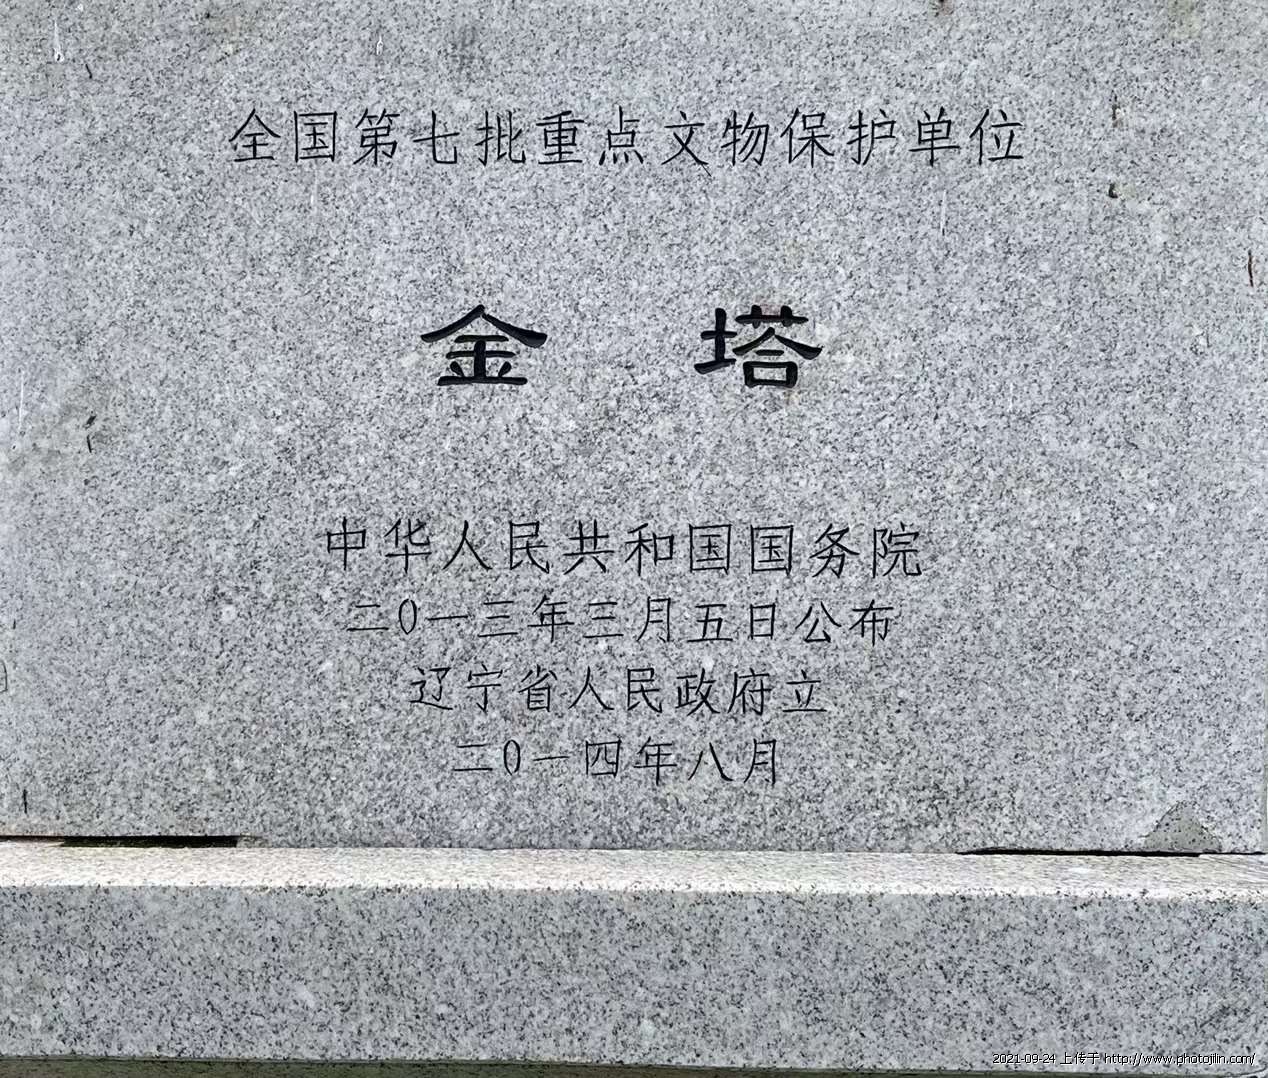 全国第七批重点文物保护单位
金 塔
中华人民共和国国务院
二〇一三年三月五日公布
辽宁省人民政府立
二〇一四年八月
2021-09-24 上传于 http://www.photojilin.com/